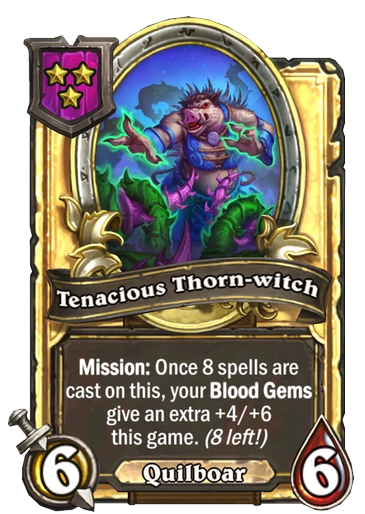 Tenacious Thorn-witch
Mission: Once 8 spells are
cast on this, your Blood Gems
give an extra +4/+6
this game. (8 left!)
6
Quilboar
6